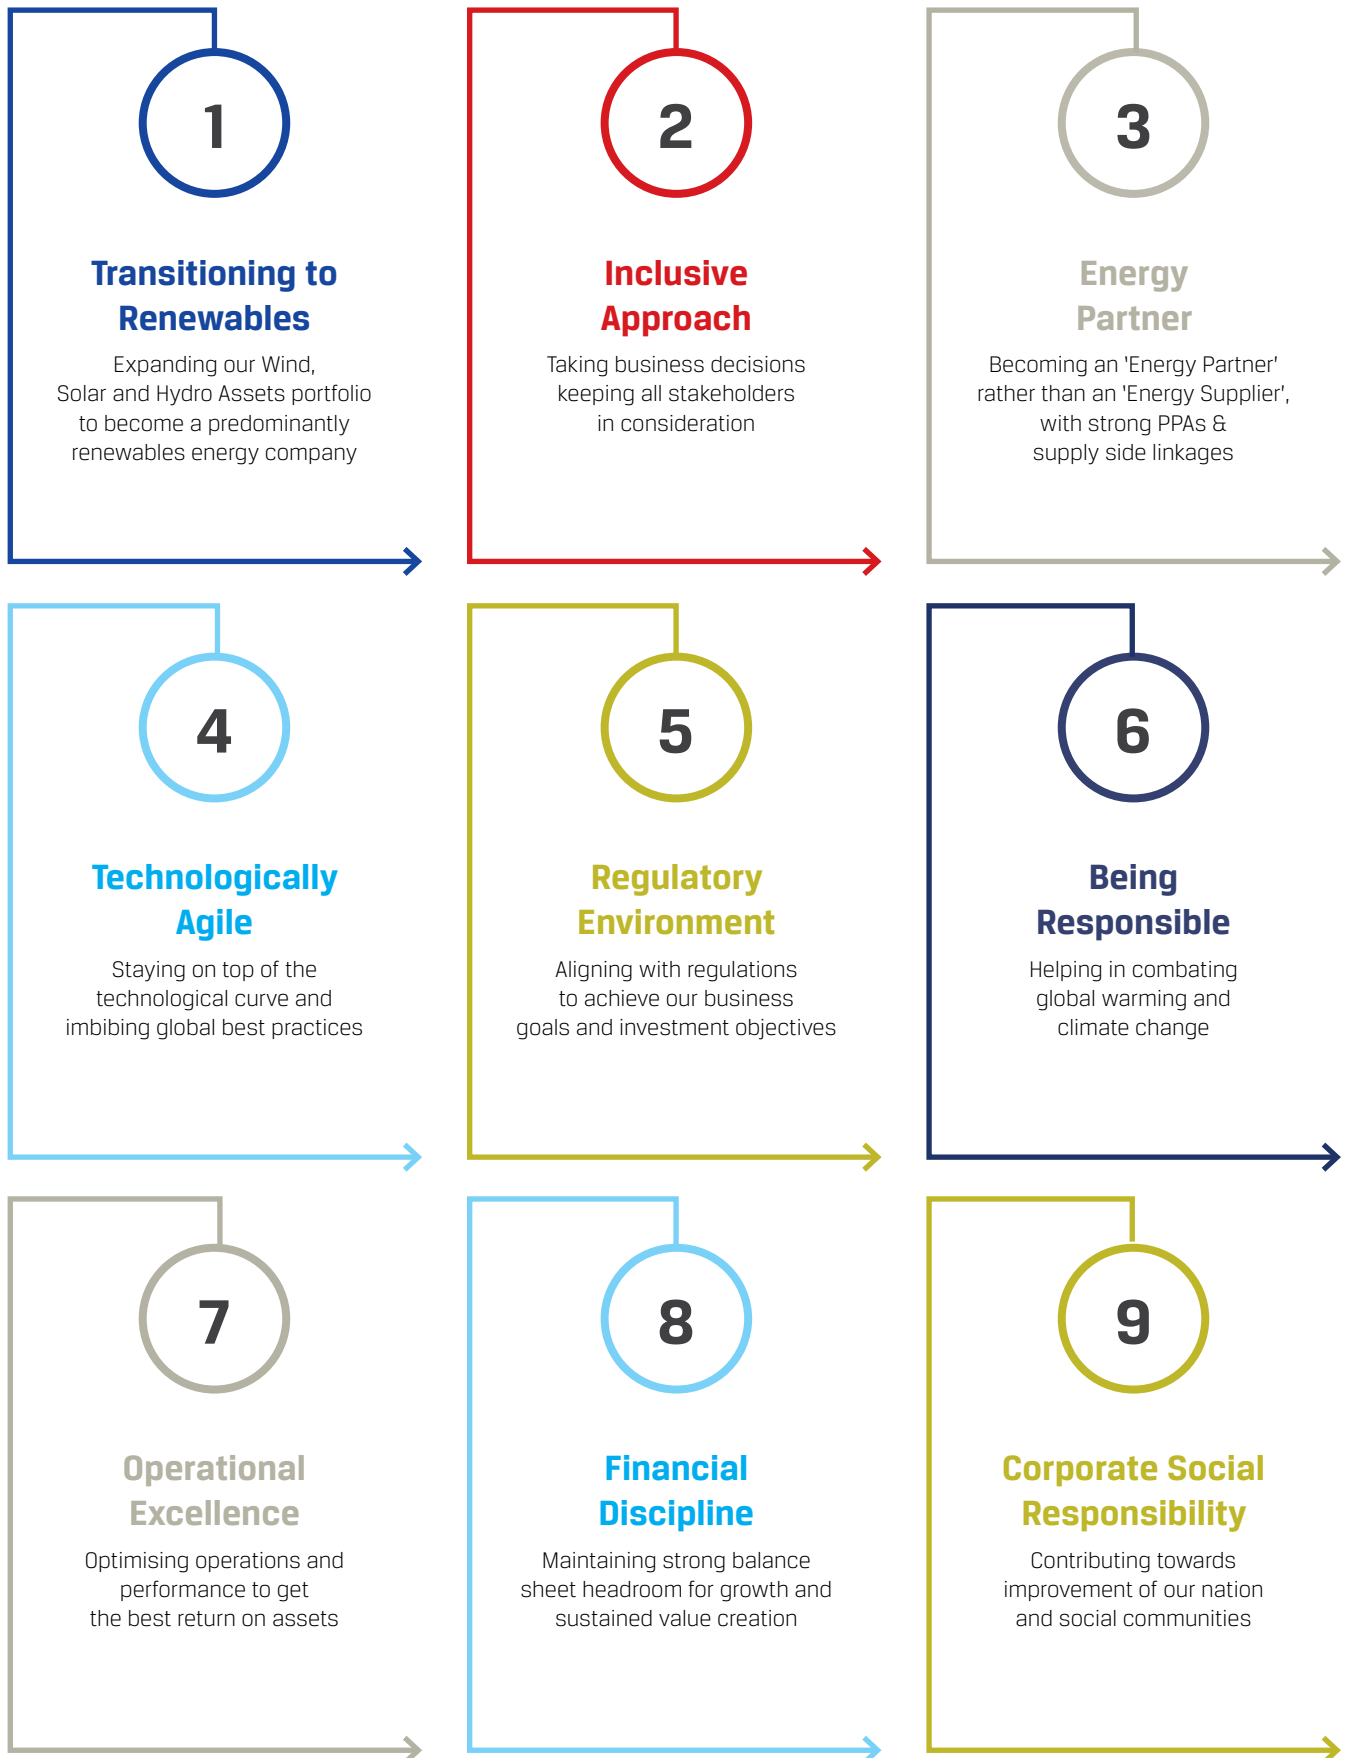 1
Transitioning to
Renewables
Expanding our Wind,
Solar and Hydro Assets portfolio
to become a predominantly
renewables energy company
2
Inclusive
Approach
Taking business decisions
keeping all stakeholders
in consideration
3
Energy
Partner
Becoming an 'Energy Partner'
rather than an 'Energy Supplier',
with strong PPAs &
supply side linkages
4
Technologically
Agile
Staying on top of the
technological curve and
imbibing global best practices
5
Regulatory
Environment
Aligning with regulations
to achieve our business
goals and investment objectives
6
Being
Responsible
Helping in combating
global warming and
climate change
7
Operational
Excellence
Optimising operations and
performance to get
the best return on assets
8
Financial
Discipline
Maintaining strong balance
sheet headroom for growth and
sustained value creation
9
Corporate Social
Responsibility
Contributing towards
improvement of our nation
and social communities